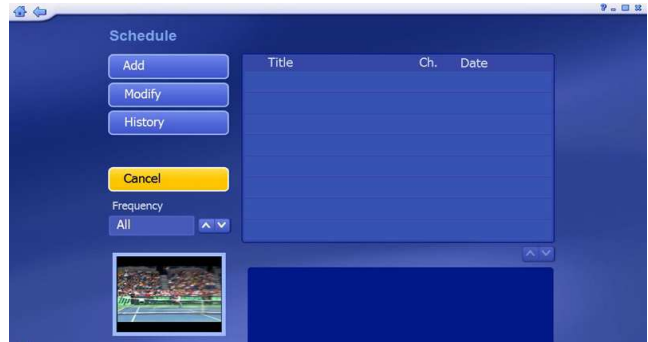 Schedule
Add
Modify
History
Cancel
Frequency
All
Title Ch. Date